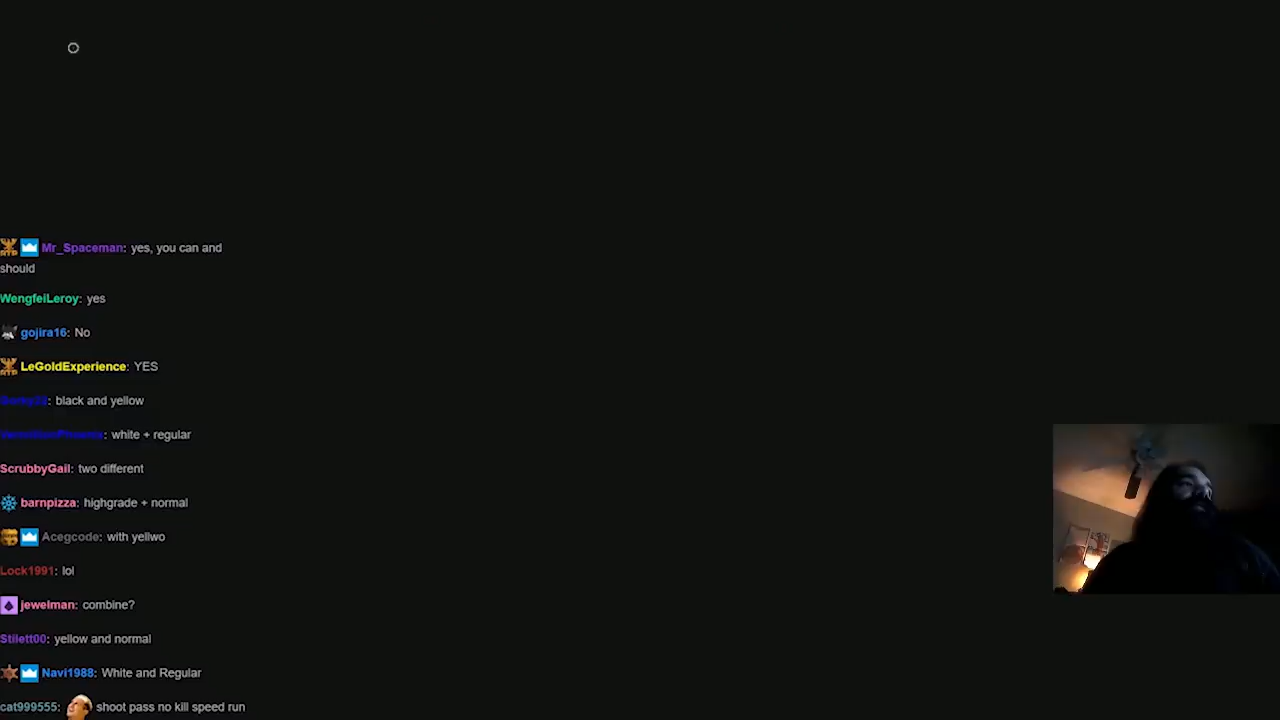 Mr_Spaceman: yes, you can and
should
WengfeiLeroy: yes
gojira16: No
LeGoldExperience: YES
: black and yellow
: white + regular
ScrubbyGail: two different
barnpizza: highgrade + normal
Acegcode: with yellwo
Lock1991: lol
jewelman: combine?
Stilett00: yellow and normal
Navi1988: White and Regular
cat999555: shoot pass no kill speed run